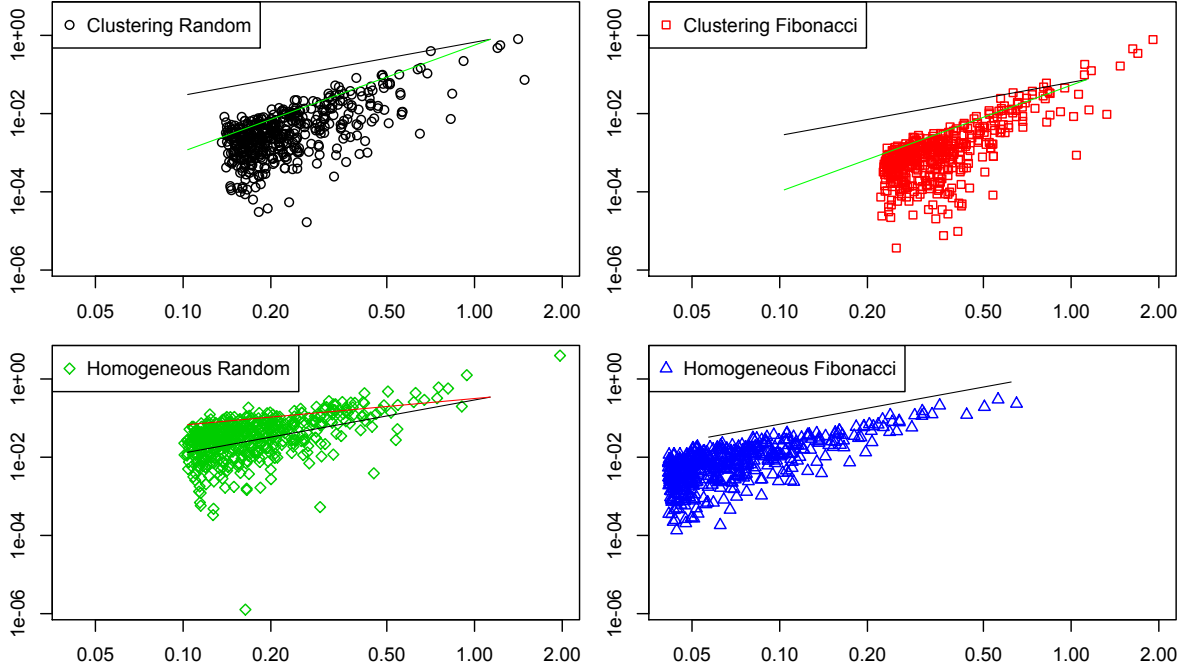 Clustering Random
1e+00
1e-02
1e-04
1e-06
0.05 0.10 0.20 0.50 1.00 2.00
Clustering Fibonacci
1e+00
1e-02
1e-04
1e-06
0.05 0.10 0.20 0.50 1.00 2.00
Homogeneous Random
1e+00
1e-02
1e-04
1e-06
0.05 0.10 0.20 0.50 1.00 2.00
Homogeneous Fibonacci
1e+00
1e-02
1e-04
1e-06
0.05 0.10 0.20 0.50 1.00 2.00